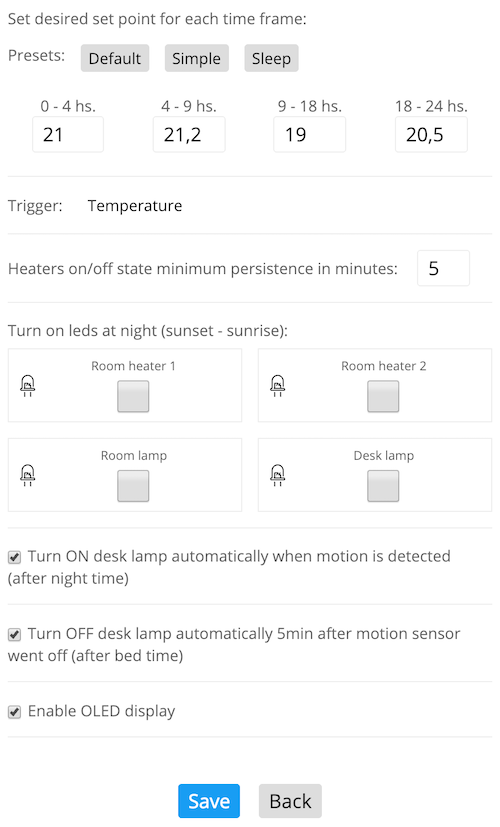 Set desired set point for each time frame:
Presets: Default Simple Sleep
0 - 4 hs. 4 - 9 hs. 9 - 18 hs. 18 - 24 hs.
21 21,2 19 20,5
Trigger: Temperature
Heaters on/off state minimum persistence in minutes: 5
Turn on leds at night (sunset - sunrise):
Room heater 1 Room heater 2
Room lamp Desk lamp
Turn ON desk lamp automatically when motion is detected
(after night time)
Turn OFF desk lamp automatically 5min after motion sensor
went off (after bed time)
Enable OLED display
Save Back